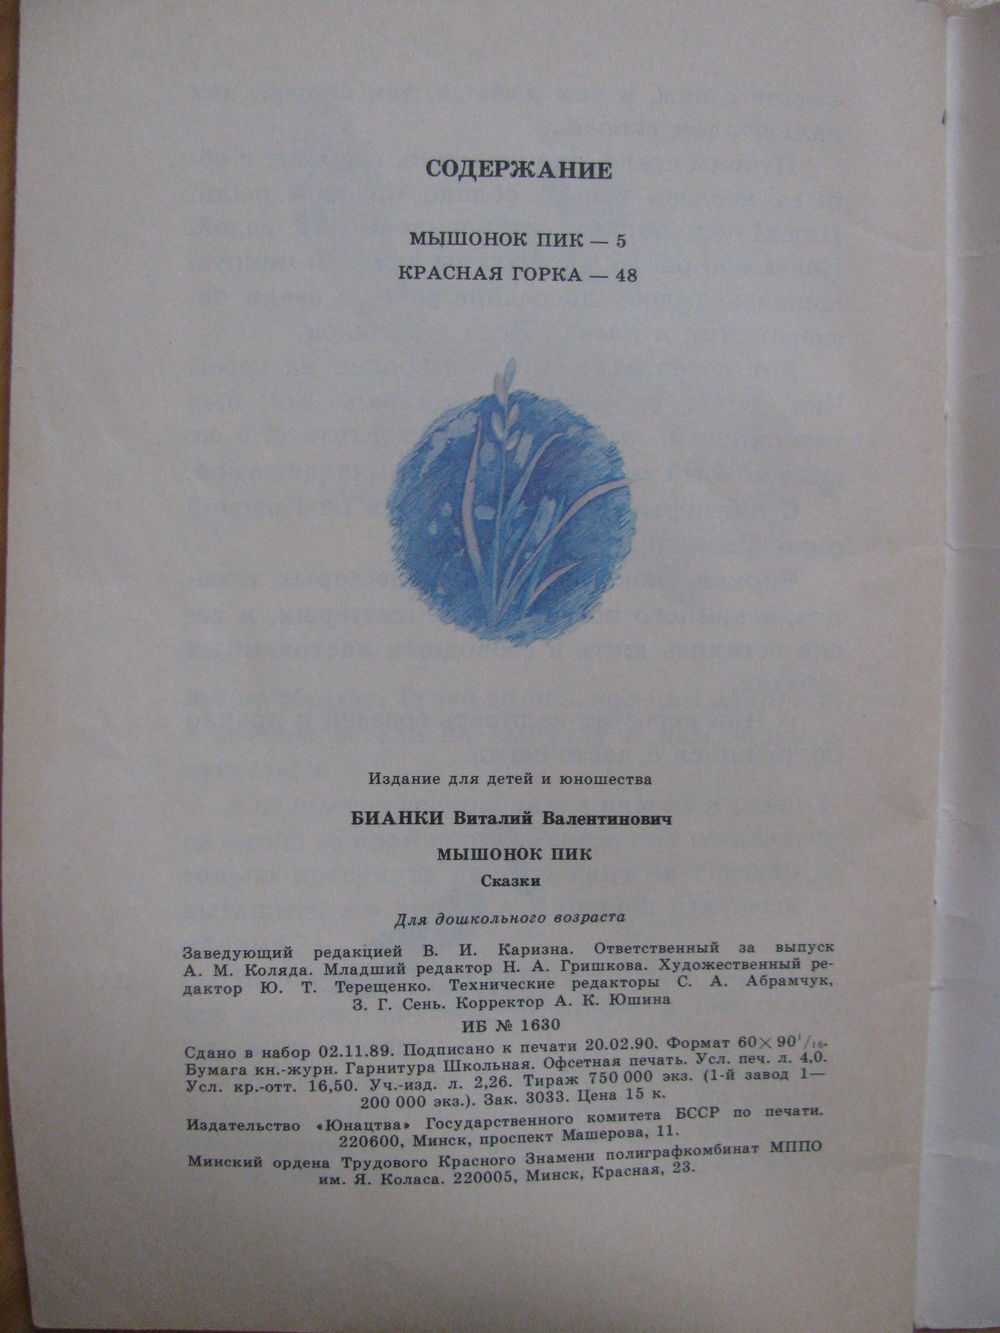 СОДЕРЖАНИЕ
МЫШОНОК ПИК — 5
КРАСНАЯ ГОРКА — 48
Издание для детей и юношества
БИАНКИ Виталий Валентинович
МЫШОНОК ПИК
Сказки
Для дошкольного возраста
Заведующий редакцией В. И. Каризна. Ответственный за выпуск
А. М. Коляда. Младший редактор Н. А. Гришкова. Художественный ре-
дактор Ю. Т. Терещенко. Технические редакторы С. А. Абрамчук,
З. Г. Сень. Корректор А. К. Юшина
ИБ № 1630
Сдано в набор 02.11.89. Подписано к печати 20.02.90. Формат 60×90¹/₁₆.
Бумага кн.-журн. Гарнитура Школьная. Офсетная печать. Усл. печ. л. 4,0.
Усл. кр.-отт. 16,50. Уч.-изд. л. 2,26. Тираж 750 000 экз. (1-й завод 1—
200 000 экз.). Зак. 3033. Цена 15 к.
Издательство «Юнацтва» Государственного комитета БССР по печати.
220600, Минск, проспект Машерова, 11.
Минский ордена Трудового Красного Знамени полиграфкомбинат МППО
им. Я. Коласа. 220005, Минск, Красная, 23.